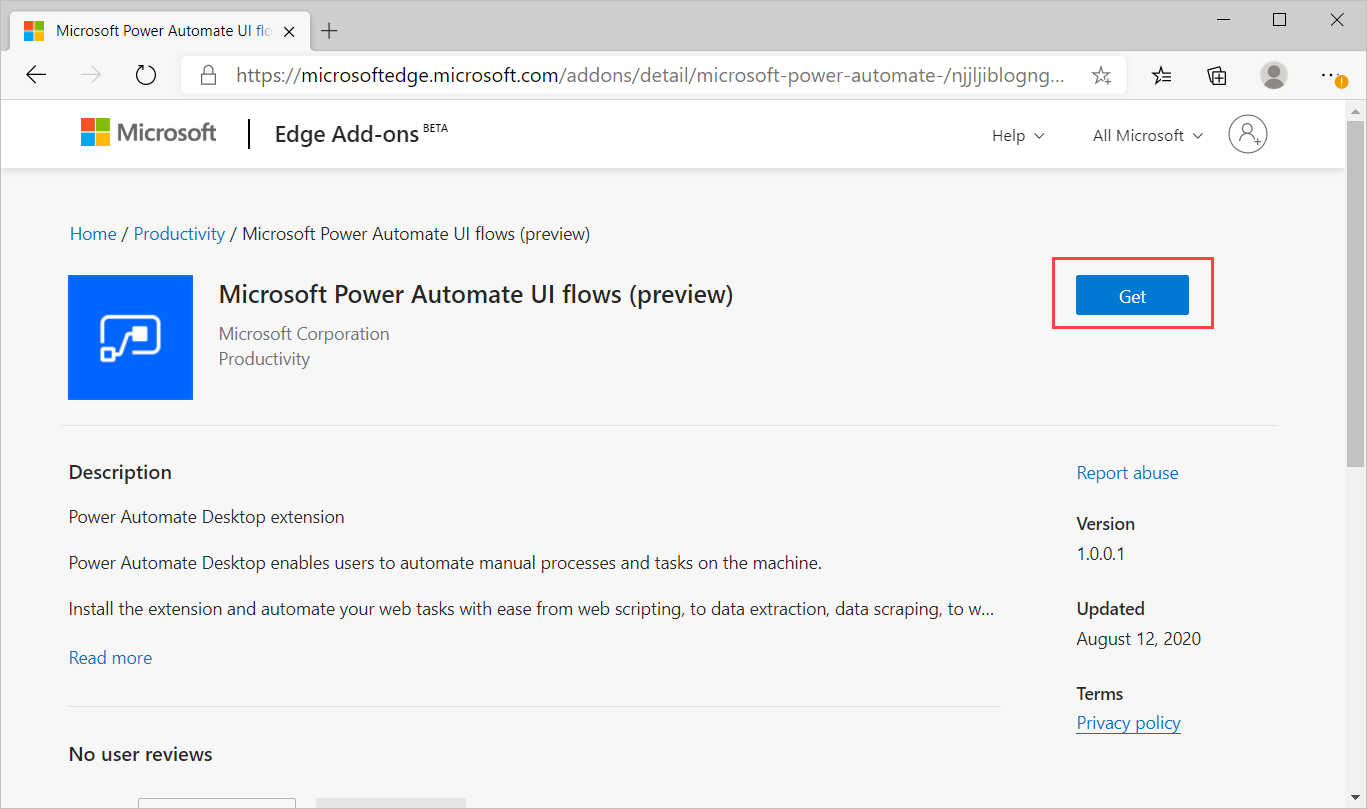 Microsoft Power Automate UI flo
https://microsoftedge.microsoft.com/addons/detail/microsoft-power-automate-/njjljiblogng...
Microsoft
Edge Add-ons BETA
Help
All Microsoft
Home / Productivity / Microsoft Power Automate UI flows (preview)
Microsoft Power Automate UI flows (preview)
Get
Microsoft Corporation
Productivity
Description
Power Automate Desktop extension
Power Automate Desktop enables users to automate manual processes and tasks on the machine.
Install the extension and automate your web tasks with ease from web scripting, to data extraction, data scraping, to w...
Read more
Report abuse
Version
1.0.0.1
Updated
August 12, 2020
Terms
Privacy policy
No user reviews